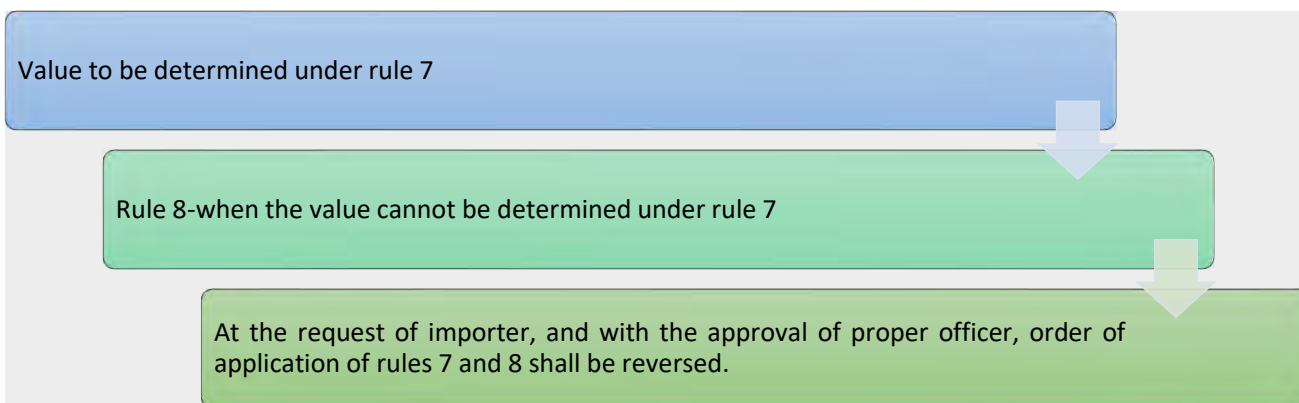 Value to be determined under rule 7
Rule 8-when the value cannot be determined under rule 7
At the request of importer, and with the approval of proper officer, order of
application of rules 7 and 8 shall be reversed.